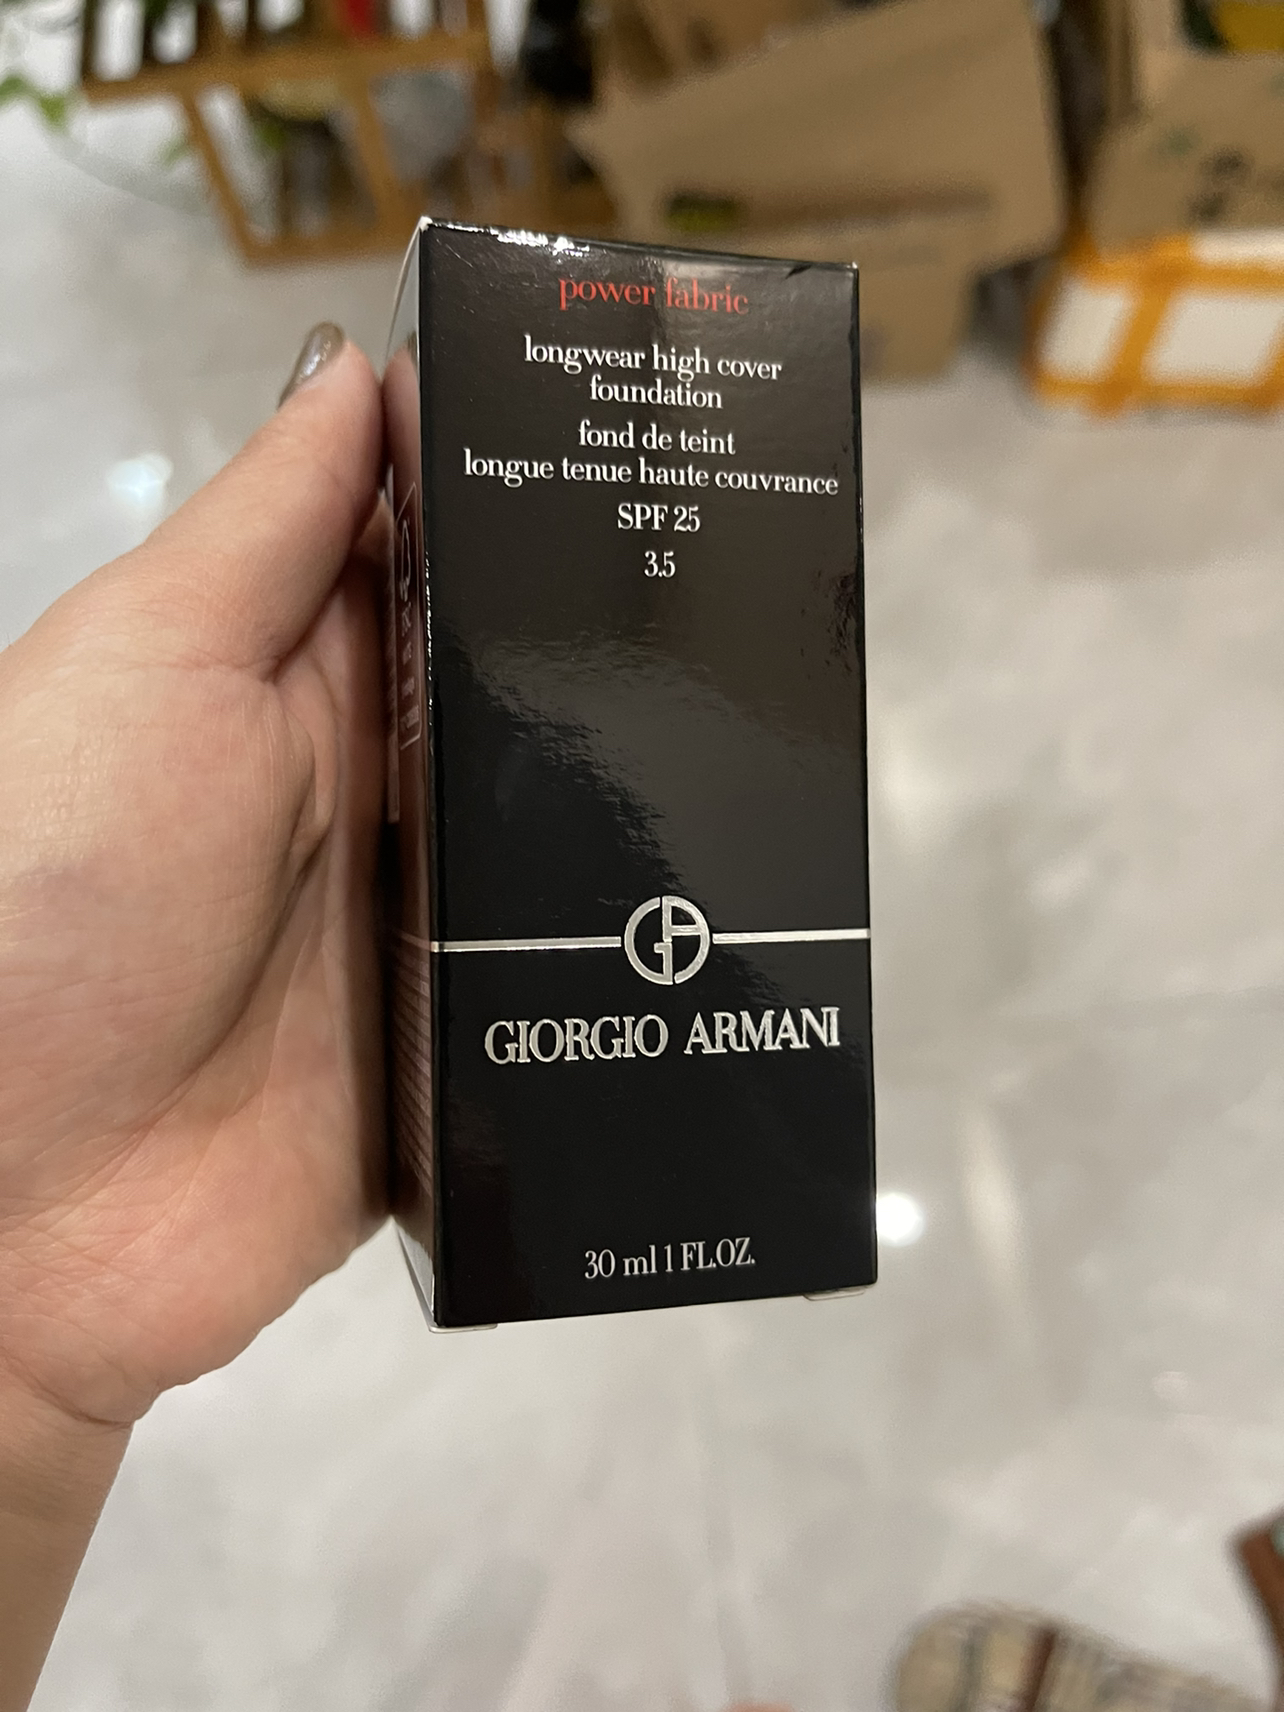 power fabric
longwear high cover
foundation
fond de teint
longue tenue haute couvrance
SPF 25
3.5
GA
GIORGIO ARMANI
30 ml 1 FL.OZ.